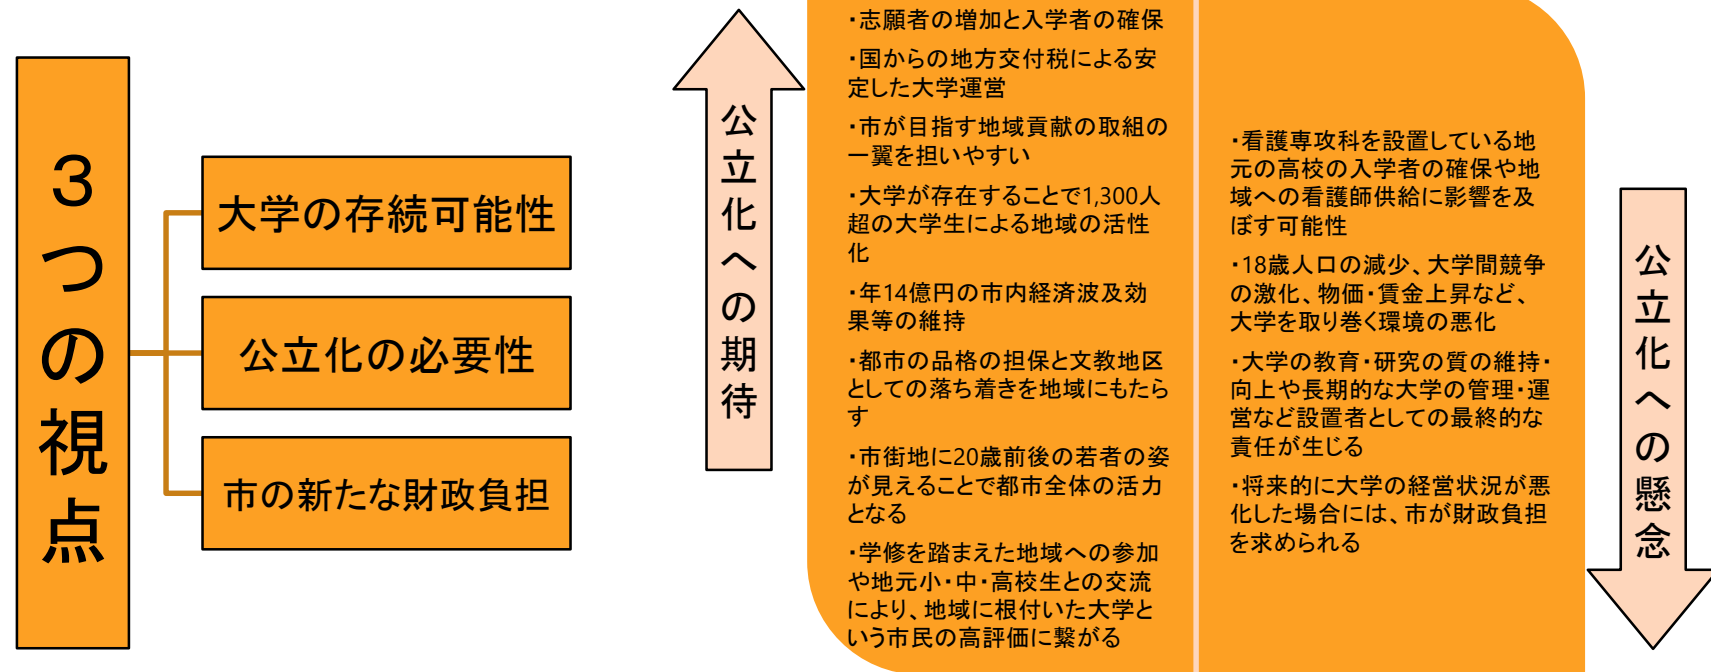 3つの視点
大学の存続可能性
公立化の必要性
市の新たな財政負担
公立化への期待
・志願者の増加と入学者の確保
・国からの地方交付税による安
定した大学運営
・市が目指す地域貢献の取組の
一翼を担いやすい
・大学が存在することで1,300人
超の大学生による地域の活性
化
・年14億円の市内経済波及効
果等の維持
・都市の品格の担保と文教地区
としての落ち着きを地域にもたら
す
・市街地に20歳前後の若者の姿
が見えることで都市全体の活力
となる
・学修を踏まえた地域への参加
や地元小・中・高校生との交流
により、地域に根付いた大学と
いう市民の高評価に繋がる
・看護専攻科を設置している地
元の高校の入学者の確保や地
域への看護師供給に影響を及
ぼす可能性
・18歳人口の減少、大学間競争
の激化、物価・賃金上昇など、
大学を取り巻く環境の悪化
・大学の教育・研究の質の維持・
向上や長期的な大学の管理・運
営など設置者としての最終的な
責任が生じる
・将来的に大学の経営状況が悪
化した場合には、市が財政負担
を求められる
公立化への懸念